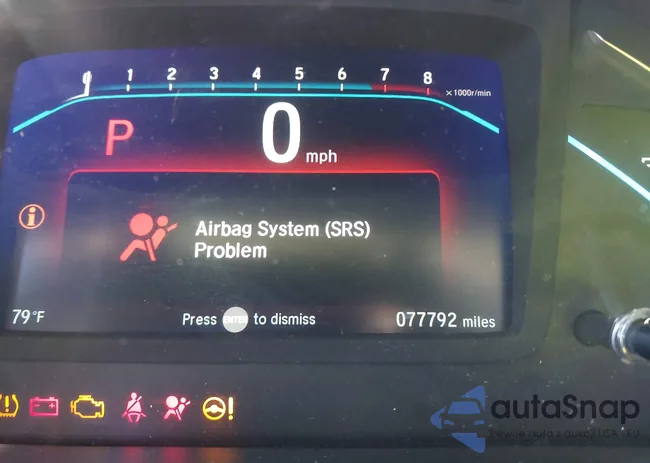 0 1 2 3 4 5 6 7 8 ×1000r/min
P 0 mph
i
Airbag System (SRS)
Problem
79°F Press ENTER to dismiss 077792 miles
autaSnap